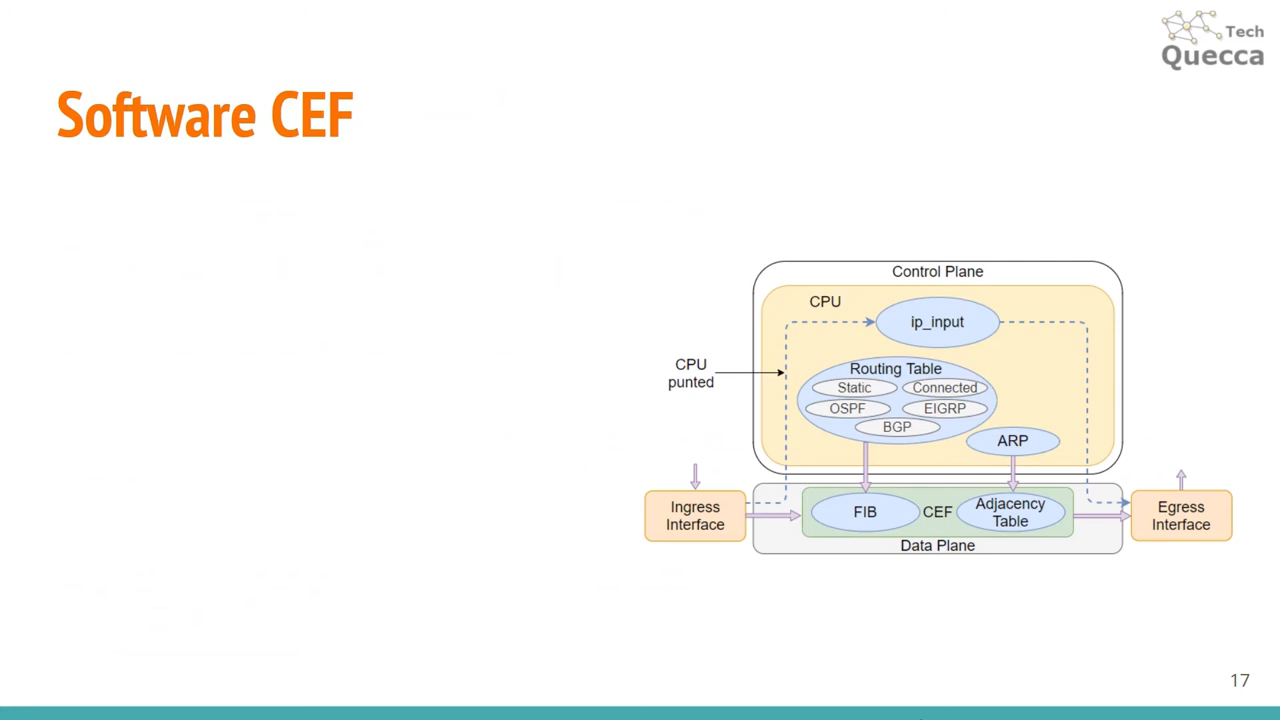 Tech
Quecca
Software CEF
Control Plane
CPU
ip_input
CPU
punted
Routing Table
Static
Connected
OSPF
EIGRP
BGP
ARP
Ingress
Interface
FIB
CEF
Adjacency
Table
Egress
Interface
Data Plane
17